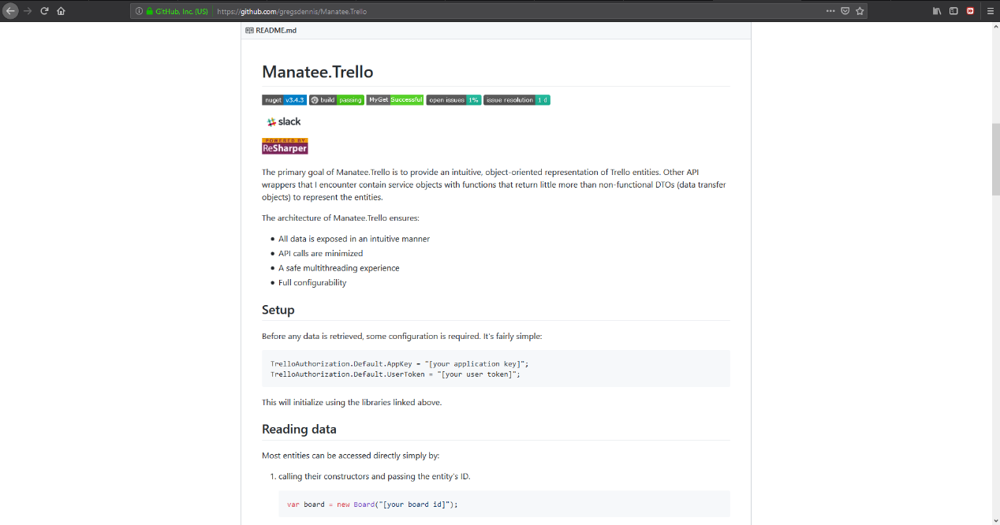 GitHub, Inc. (US) https://github.com/gregsdennis/Manatee.Trello
README.md
Manatee.Trello
nuget v3.4.3 build passing MyGet Successful open issues 1% issue resolution 1 d
slack
POWERED BY
ReSharper
The primary goal of Manatee.Trello is to provide an intuitive, object-oriented representation of Trello entities. Other API
wrappers that I encounter contain service objects with functions that return little more than non-functional DTOs (data transfer
objects) to represent the entities.
The architecture of Manatee.Trello ensures:
• All data is exposed in an intuitive manner
• API calls are minimized
• A safe multithreading experience
• Full configurability
Setup
Before any data is retrieved, some configuration is required. It's fairly simple:
TrelloAuthorization.Default.AppKey = "[your application key]";
TrelloAuthorization.Default.UserToken = "[your user token]";
This will initialize using the libraries linked above.
Reading data
Most entities can be accessed directly simply by:
1. calling their constructors and passing the entity's ID.
var board = new Board("[your board id]");